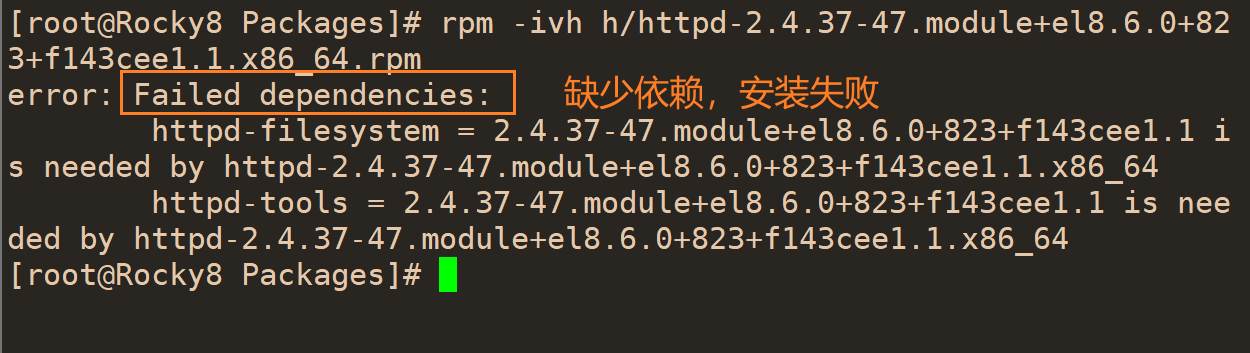 [root@Rocky8 Packages]# rpm -ivh h/httpd-2.4.37-47.module+el8.6.0+82
3+f143cee1.1.x86_64.rpm
error: Failed dependencies: 缺少依赖，安装失败
httpd-filesystem = 2.4.37-47.module+el8.6.0+823+f143cee1.1 i
s needed by httpd-2.4.37-47.module+el8.6.0+823+f143cee1.1.x86_64
httpd-tools = 2.4.37-47.module+el8.6.0+823+f143cee1.1 is nee
ded by httpd-2.4.37-47.module+el8.6.0+823+f143cee1.1.x86_64
[root@Rocky8 Packages]#